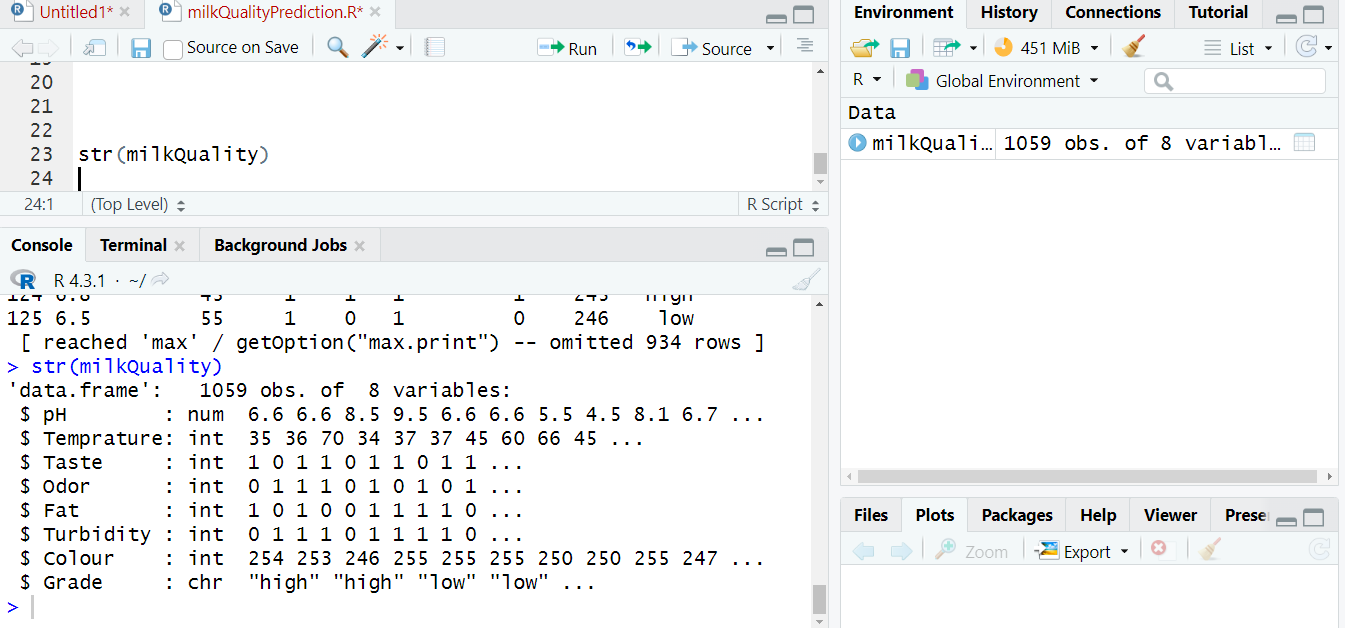 Untitled1* milkQualityPrediction.R*
Source on Save Run Source
20
21
22
23 str(milkQuality)
24
24:1 (Top Level) R Script
Console Terminal Background Jobs
R 4.3.1 · ~/
125 6.5 55 1 0 1 0 246 low
[ reached 'max' / getOption("max.print") -- omitted 934 rows ]
> str(milkQuality)
'data.frame': 1059 obs. of 8 variables:
$ pH : num 6.6 6.6 8.5 9.5 6.6 6.6 5.5 4.5 8.1 6.7 ...
$ Temprature: int 35 36 70 34 37 37 45 60 66 45 ...
$ Taste : int 1 0 1 1 0 1 1 0 1 1 ...
$ Odor : int 0 1 1 1 0 1 0 1 0 1 ...
$ Fat : int 1 0 1 0 0 1 1 1 1 0 ...
$ Turbidity : int 0 1 1 1 0 1 1 1 1 0 ...
$ Colour : int 254 253 246 255 255 255 250 250 255 247 ...
$ Grade : chr "high" "high" "low" "low" ...
>
Environment History Connections Tutorial
451 MiB List
R Global Environment
Data
milkQuali… 1059 obs. of 8 variabl…
Files Plots Packages Help Viewer Prese
Zoom Export